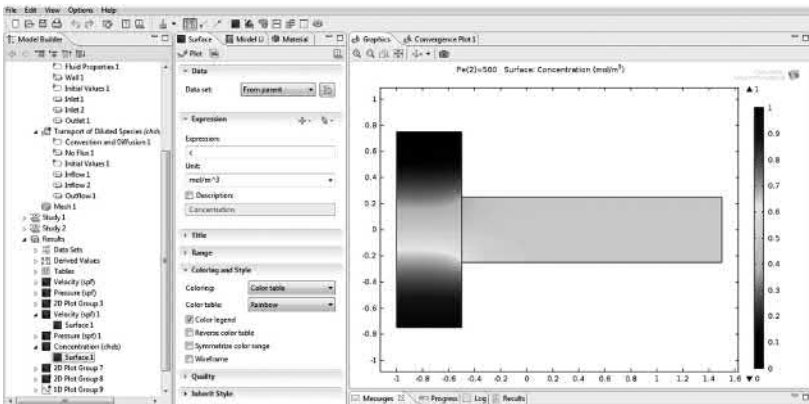 File Edit View Options Help
Model Builder
Fluid Properties 1
Wall 1
Initial Values 1
Inlet 1
Inlet 2
Outlet 1
Transport of Diluted Species (chds
Convection and Diffusion 1
No Flux 1
Initial Values 1
Inflow 1
Inflow 2
Outflow 1
Mesh 1
Study 1
Study 2
Results
Data Sets
Derived Values
Tables
Velocity (spf)
Pressure (spf)
2D Plot Group 3
Velocity (spf) 1
Surface 1
Pressure (spf) 1
Concentration (chds)
Surface 1
2D Plot Group 7
2D Plot Group 8
1D Plot Group 9
Surface Model Li Material
Plot
Data
Data set: From parent
Expression
Expression:
c
Unit:
mol/m^3
Description:
Concentration
Title
Range
Coloring and Style
Coloring: Color table
Color table: Rainbow
Color legend
Reverse color table
Symmetrize color range
Wireframe
Quality
Inherit Style
Graphics Convergence Plot 1
Pe(2)=500 Surface: Concentration (mol/m³)
▲ 1
1
0.8
0.6
0.4
0.2
0
-0.2
-0.4
-0.6
-0.8
-1
-1 -0.8 -0.6 -0.4 -0.2 0 0.2 0.4 0.6 0.8 1 1.2 1.4 1.6
1
0.9
0.8
0.7
0.6
0.5
0.4
0.3
0.2
0.1
0
▼ 0
Messages Progress Log Results